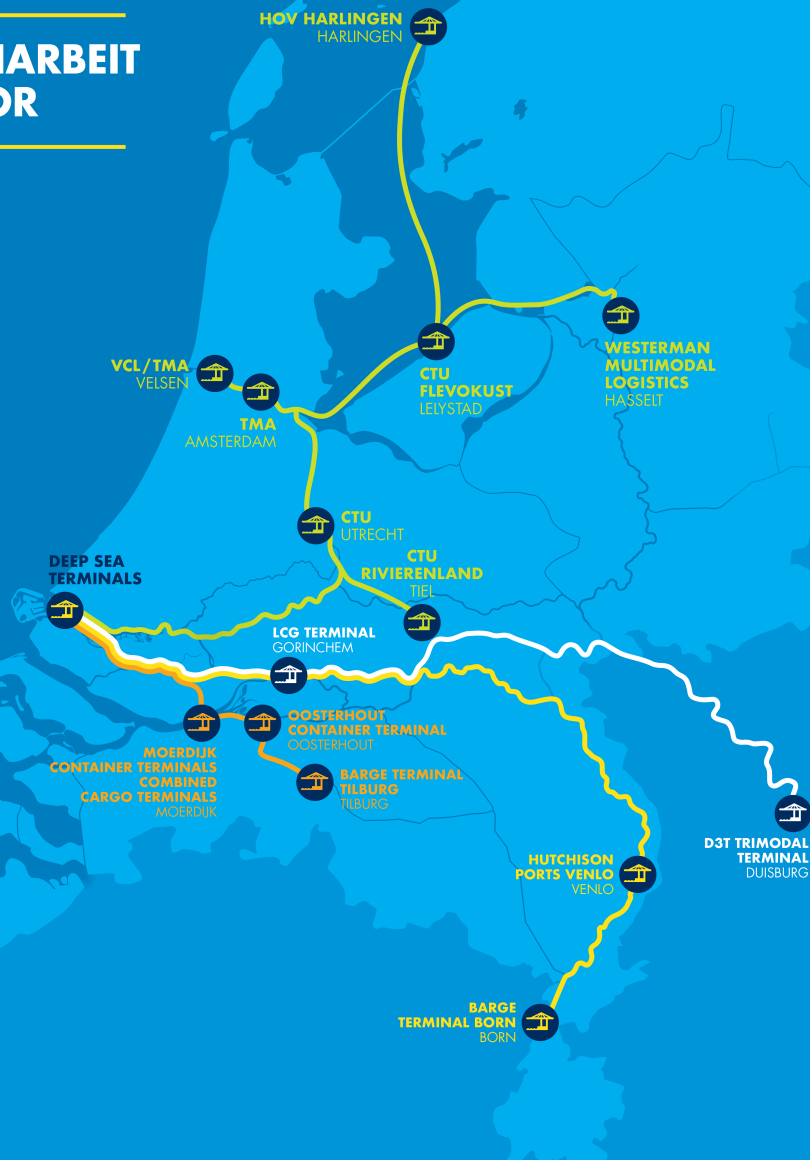 HOV HARLINGEN
HARLINGEN
VCL/TMA
VELSEN
TMA
AMSTERDAM
CTU
FLEVOKUST
LELYSTAD
WESTERMAN
MULTIMODAL
LOGISTICS
HASSELT
CTU
UTRECHT
CTU
RIVIERENLAND
TIEL
DEEP SEA
TERMINALS
LCG TERMINAL
GORINCHEM
OOSTERHOUT
CONTAINER TERMINAL
OOSTERHOUT
MOERDIJK
CONTAINER TERMINALS
COMBINED
CARGO TERMINALS
MOERDIJK
BARGE TERMINAL
TILBURG
TILBURG
D3T TRIMODAL
TERMINAL
DUISBURG
HUTCHISON
PORTS VENLO
VENLO
BARGE
TERMINAL BORN
BORN